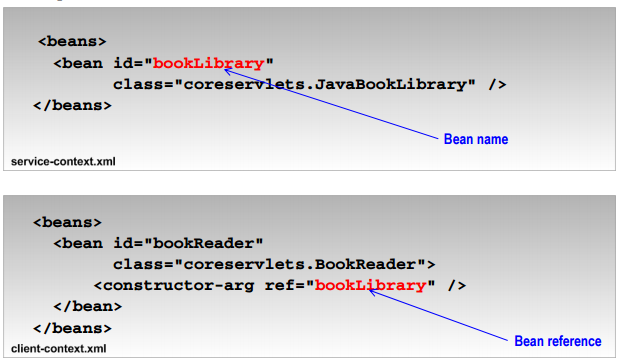 <beans>
<bean id="bookLibrary"
class="coreservlets.JavaBookLibrary" />
</beans>
Bean name
service-context.xml
<beans>
<bean id="bookReader"
class="coreservlets.BookReader">
<constructor-arg ref="bookLibrary" />
</bean>
</beans>
Bean reference
client-context.xml